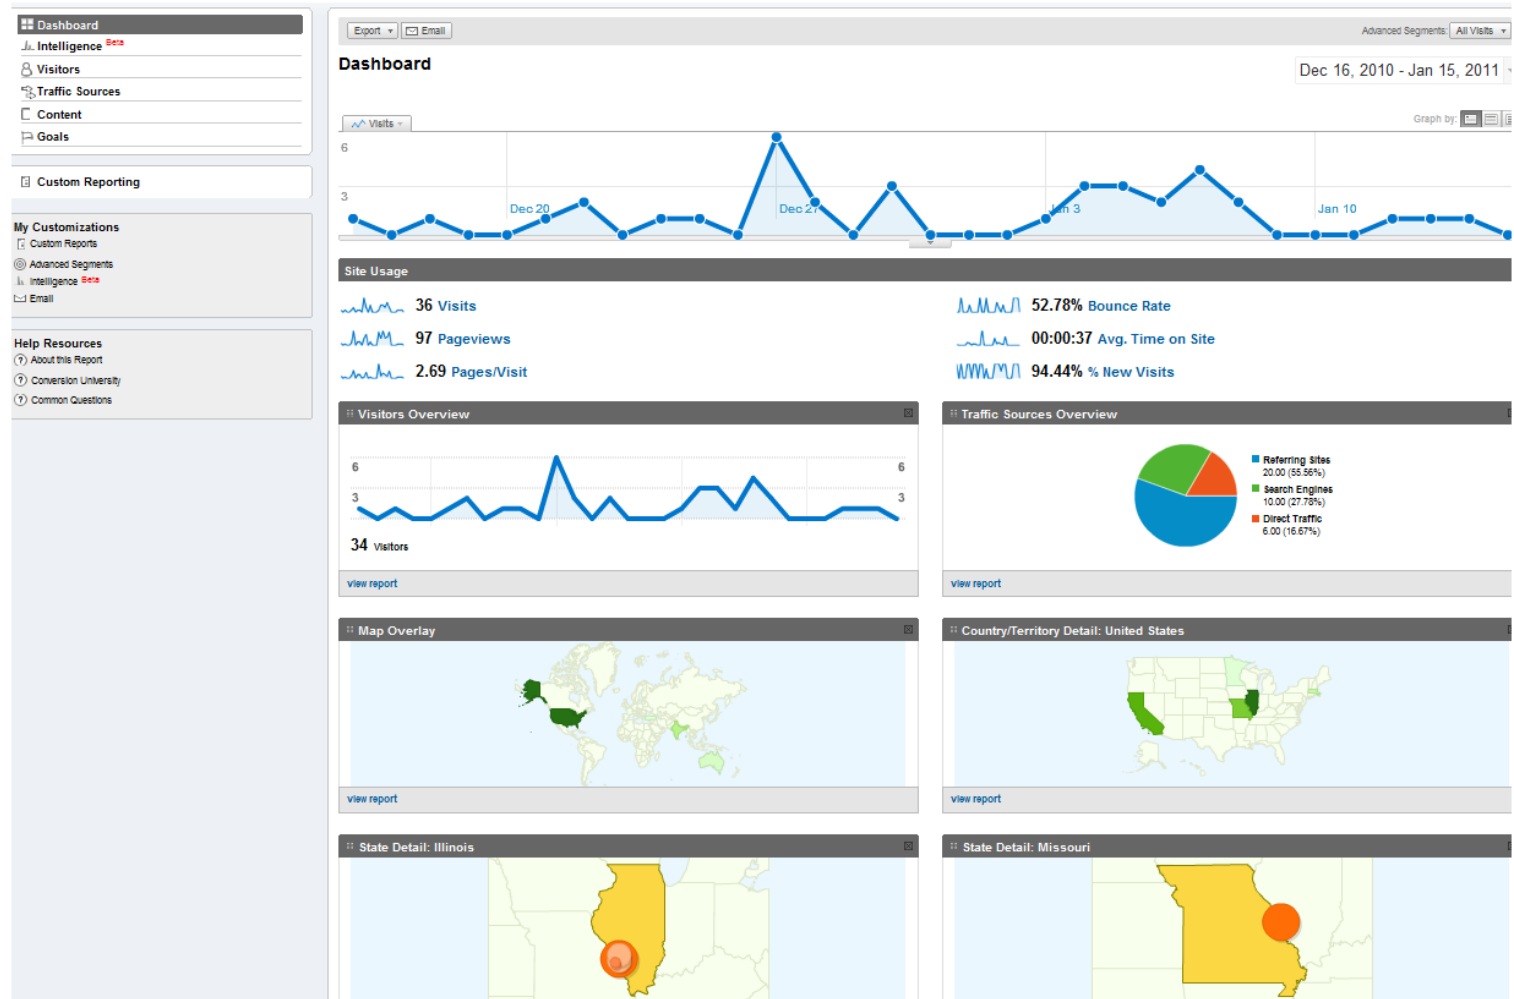 Dashboard
Intelligence Beta
Visitors
Traffic Sources
Content
Goals
Custom Reporting
My Customizations
Custom Reports
Advanced Segments
Intelligence Beta
Email
Help Resources
About this Report
Conversion University
Common Questions
Export
Email
Advanced Segments: All Visits
Dashboard
Dec 16, 2010 - Jan 15, 2011
Visits
Graph by:
6
3
Dec 20
Dec 27
Jan 3
Jan 10
Site Usage
36 Visits
52.78% Bounce Rate
97 Pageviews
00:00:37 Avg. Time on Site
2.69 Pages/Visit
94.44% % New Visits
Visitors Overview
6
6
3
3
34 Visitors
view report
Traffic Sources Overview
Referring Sites
20.00 (55.56%)
Search Engines
10.00 (27.78%)
Direct Traffic
6.00 (16.67%)
view report
Map Overlay
view report
Country/Territory Detail: United States
view report
State Detail: Illinois
State Detail: Missouri